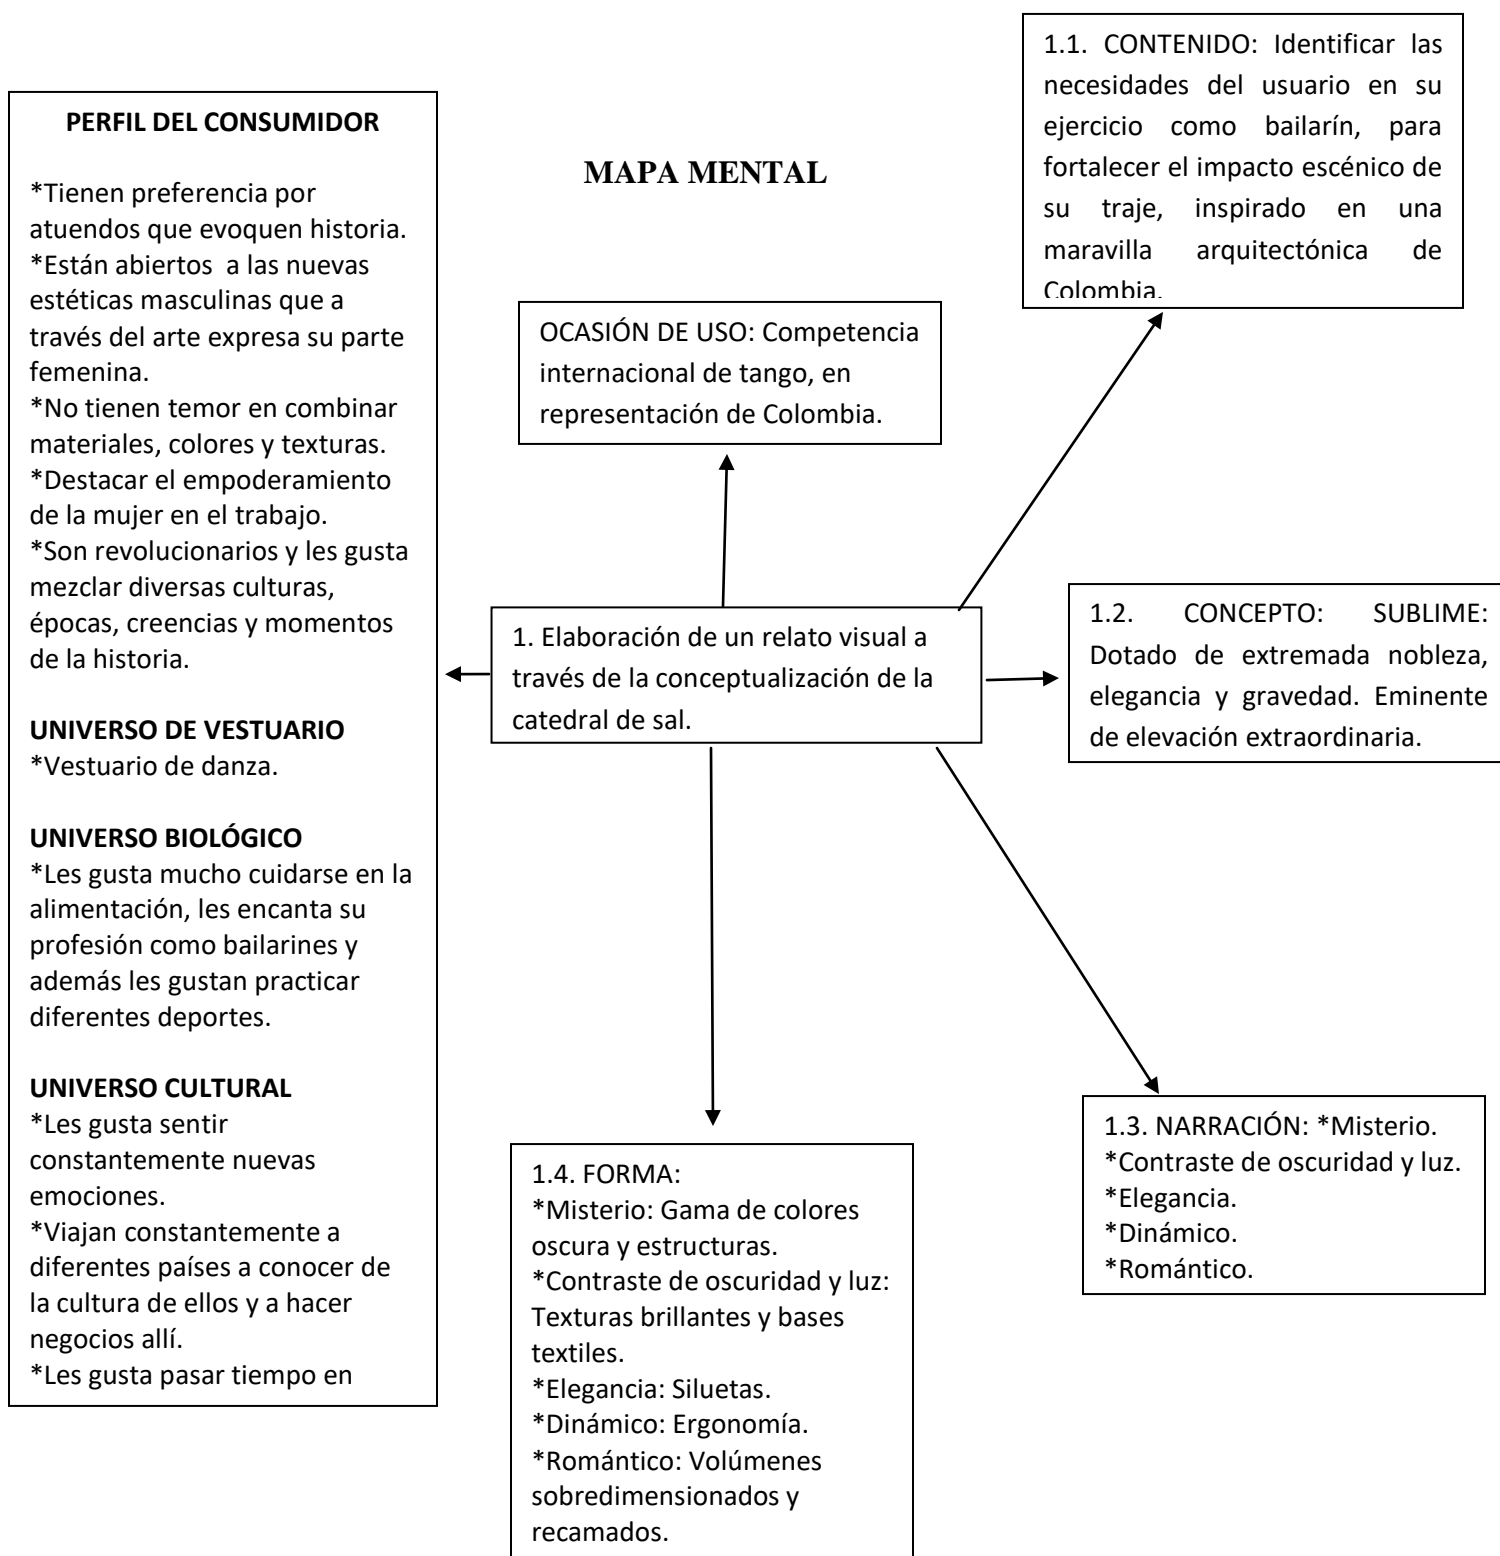 MAPA MENTAL
PERFIL DEL CONSUMIDOR
*Tienen preferencia por
atuendos que evoquen historia.
*Están abiertos  a las nuevas
estéticas masculinas que a
través del arte expresa su parte
femenina.
*No tienen temor en combinar
materiales, colores y texturas.
*Destacar el empoderamiento
de la mujer en el trabajo.
*Son revolucionarios y les gusta
mezclar diversas culturas,
épocas, creencias y momentos
de la historia.
UNIVERSO DE VESTUARIO
*Vestuario de danza.
UNIVERSO BIOLÓGICO
*Les gusta mucho cuidarse en la
alimentación, les encanta su
profesión como bailarines y
además les gustan practicar
diferentes deportes.
UNIVERSO CULTURAL
*Les gusta sentir
constantemente nuevas
emociones.
*Viajan constantemente a
diferentes países a conocer de
la cultura de ellos y a hacer
negocios allí.
*Les gusta pasar tiempo en
OCASIÓN DE USO: Competencia
internacional de tango, en
representación de Colombia.
1. Elaboración de un relato visual a
través de la conceptualización de la
catedral de sal.
1.1. CONTENIDO: Identificar las
necesidades del usuario en su
ejercicio como bailarín, para
fortalecer el impacto escénico de
su traje, inspirado en una
maravilla arquitectónica de
Colombia.
1.2. CONCEPTO: SUBLIME:
Dotado de extremada nobleza,
elegancia y gravedad. Eminente
de elevación extraordinaria.
1.3. NARRACIÓN: *Misterio.
*Contraste de oscuridad y luz.
*Elegancia.
*Dinámico.
*Romántico.
1.4. FORMA:
*Misterio: Gama de colores
oscura y estructuras.
*Contraste de oscuridad y luz:
Texturas brillantes y bases
textiles.
*Elegancia: Siluetas.
*Dinámico: Ergonomía.
*Romántico: Volúmenes
sobredimensionados y
recamados.